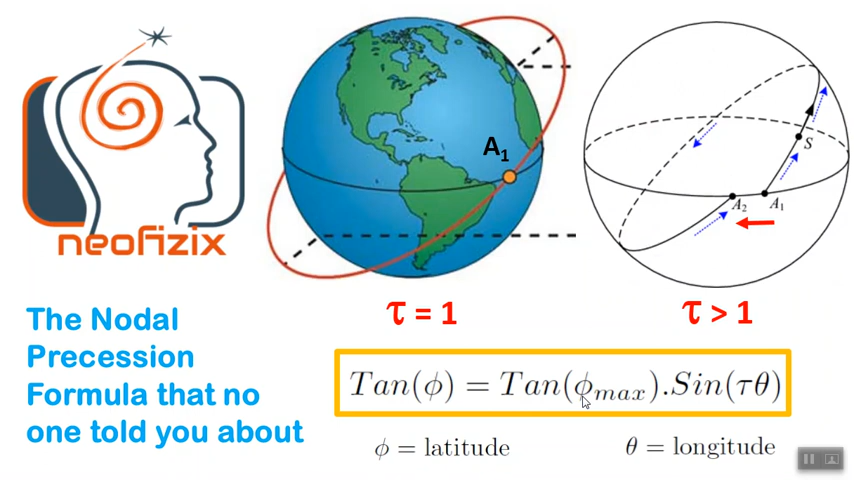 neofizix
A₁
S
A₂
A₁
τ = 1
τ > 1
The Nodal
Precession
Formula that no
one told you about
Tan(ϕ) = Tan(ϕₘₐₓ).Sin(τθ)
ϕ = latitude
θ = longitude